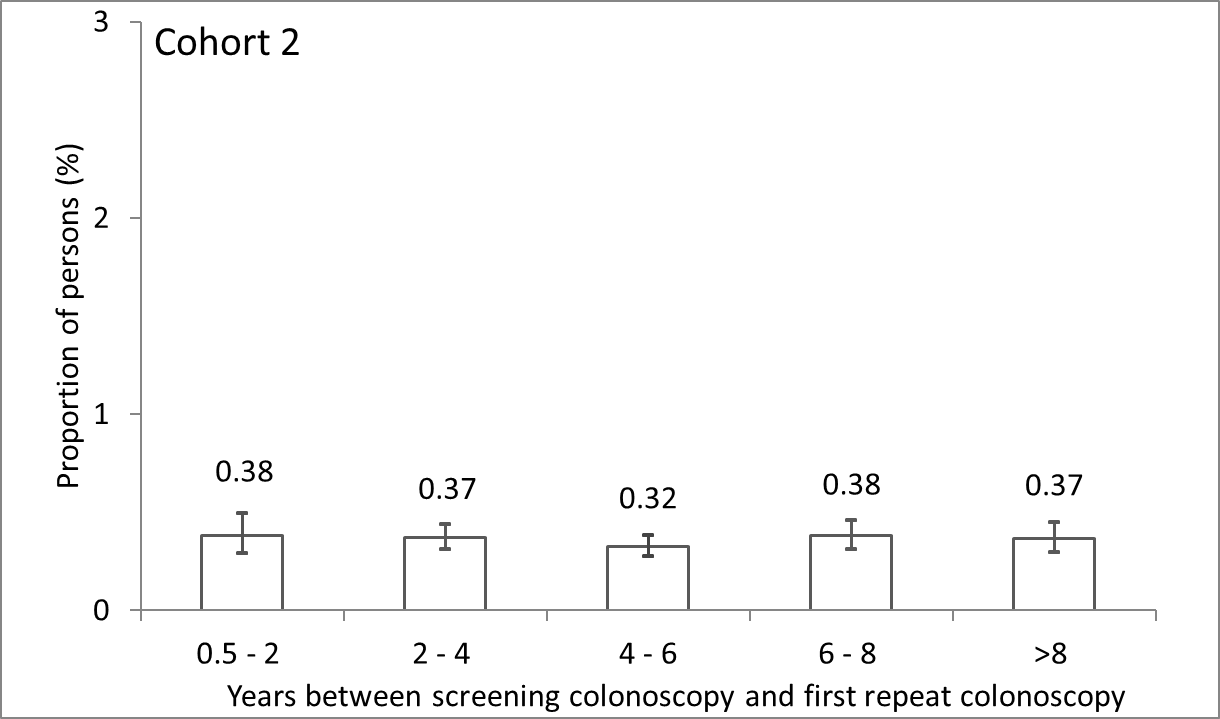 Cohort 2
Proportion of persons (%)
3
2
1
0
0.38
0.37
0.32
0.38
0.37
0.5 - 2
2 - 4
4 - 6
6 - 8
>8
Years between screening colonoscopy and first repeat colonoscopy